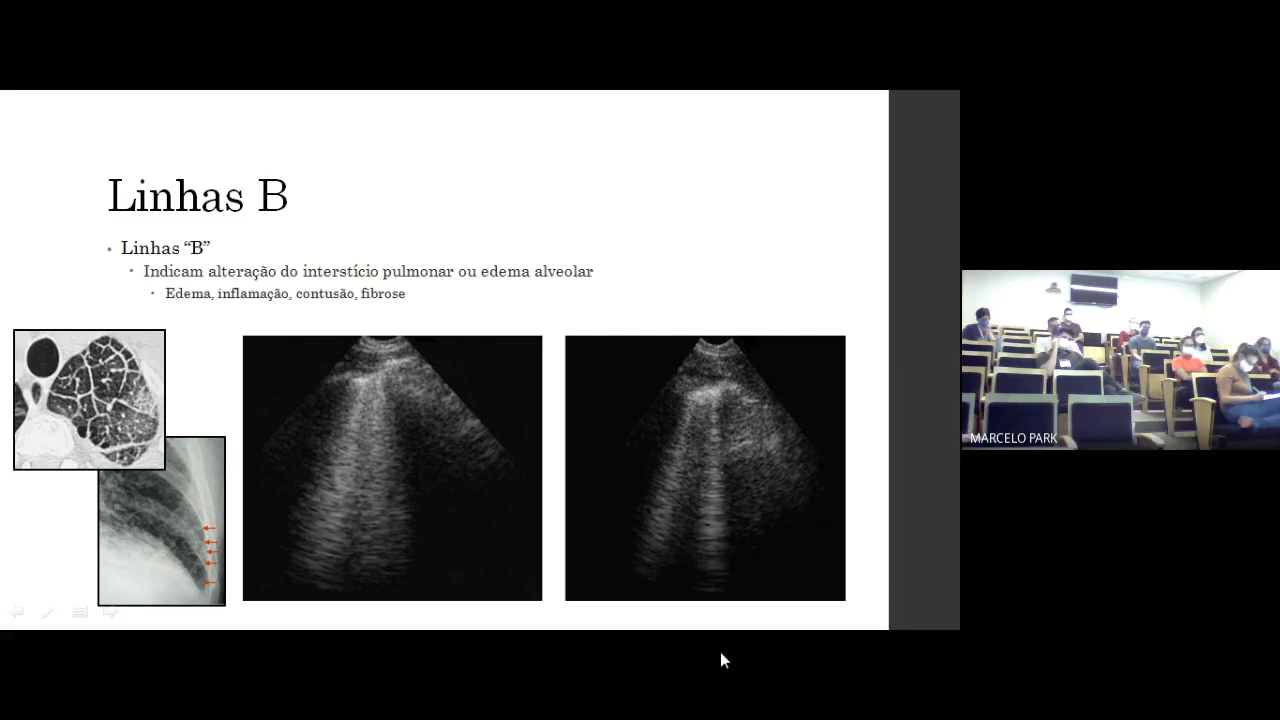 Linhas B
• Linhas “B”
• Indicam alteração do interstício pulmonar ou edema alveolar
• Edema, inflamação, contusão, fibrose
MARCELO PARK